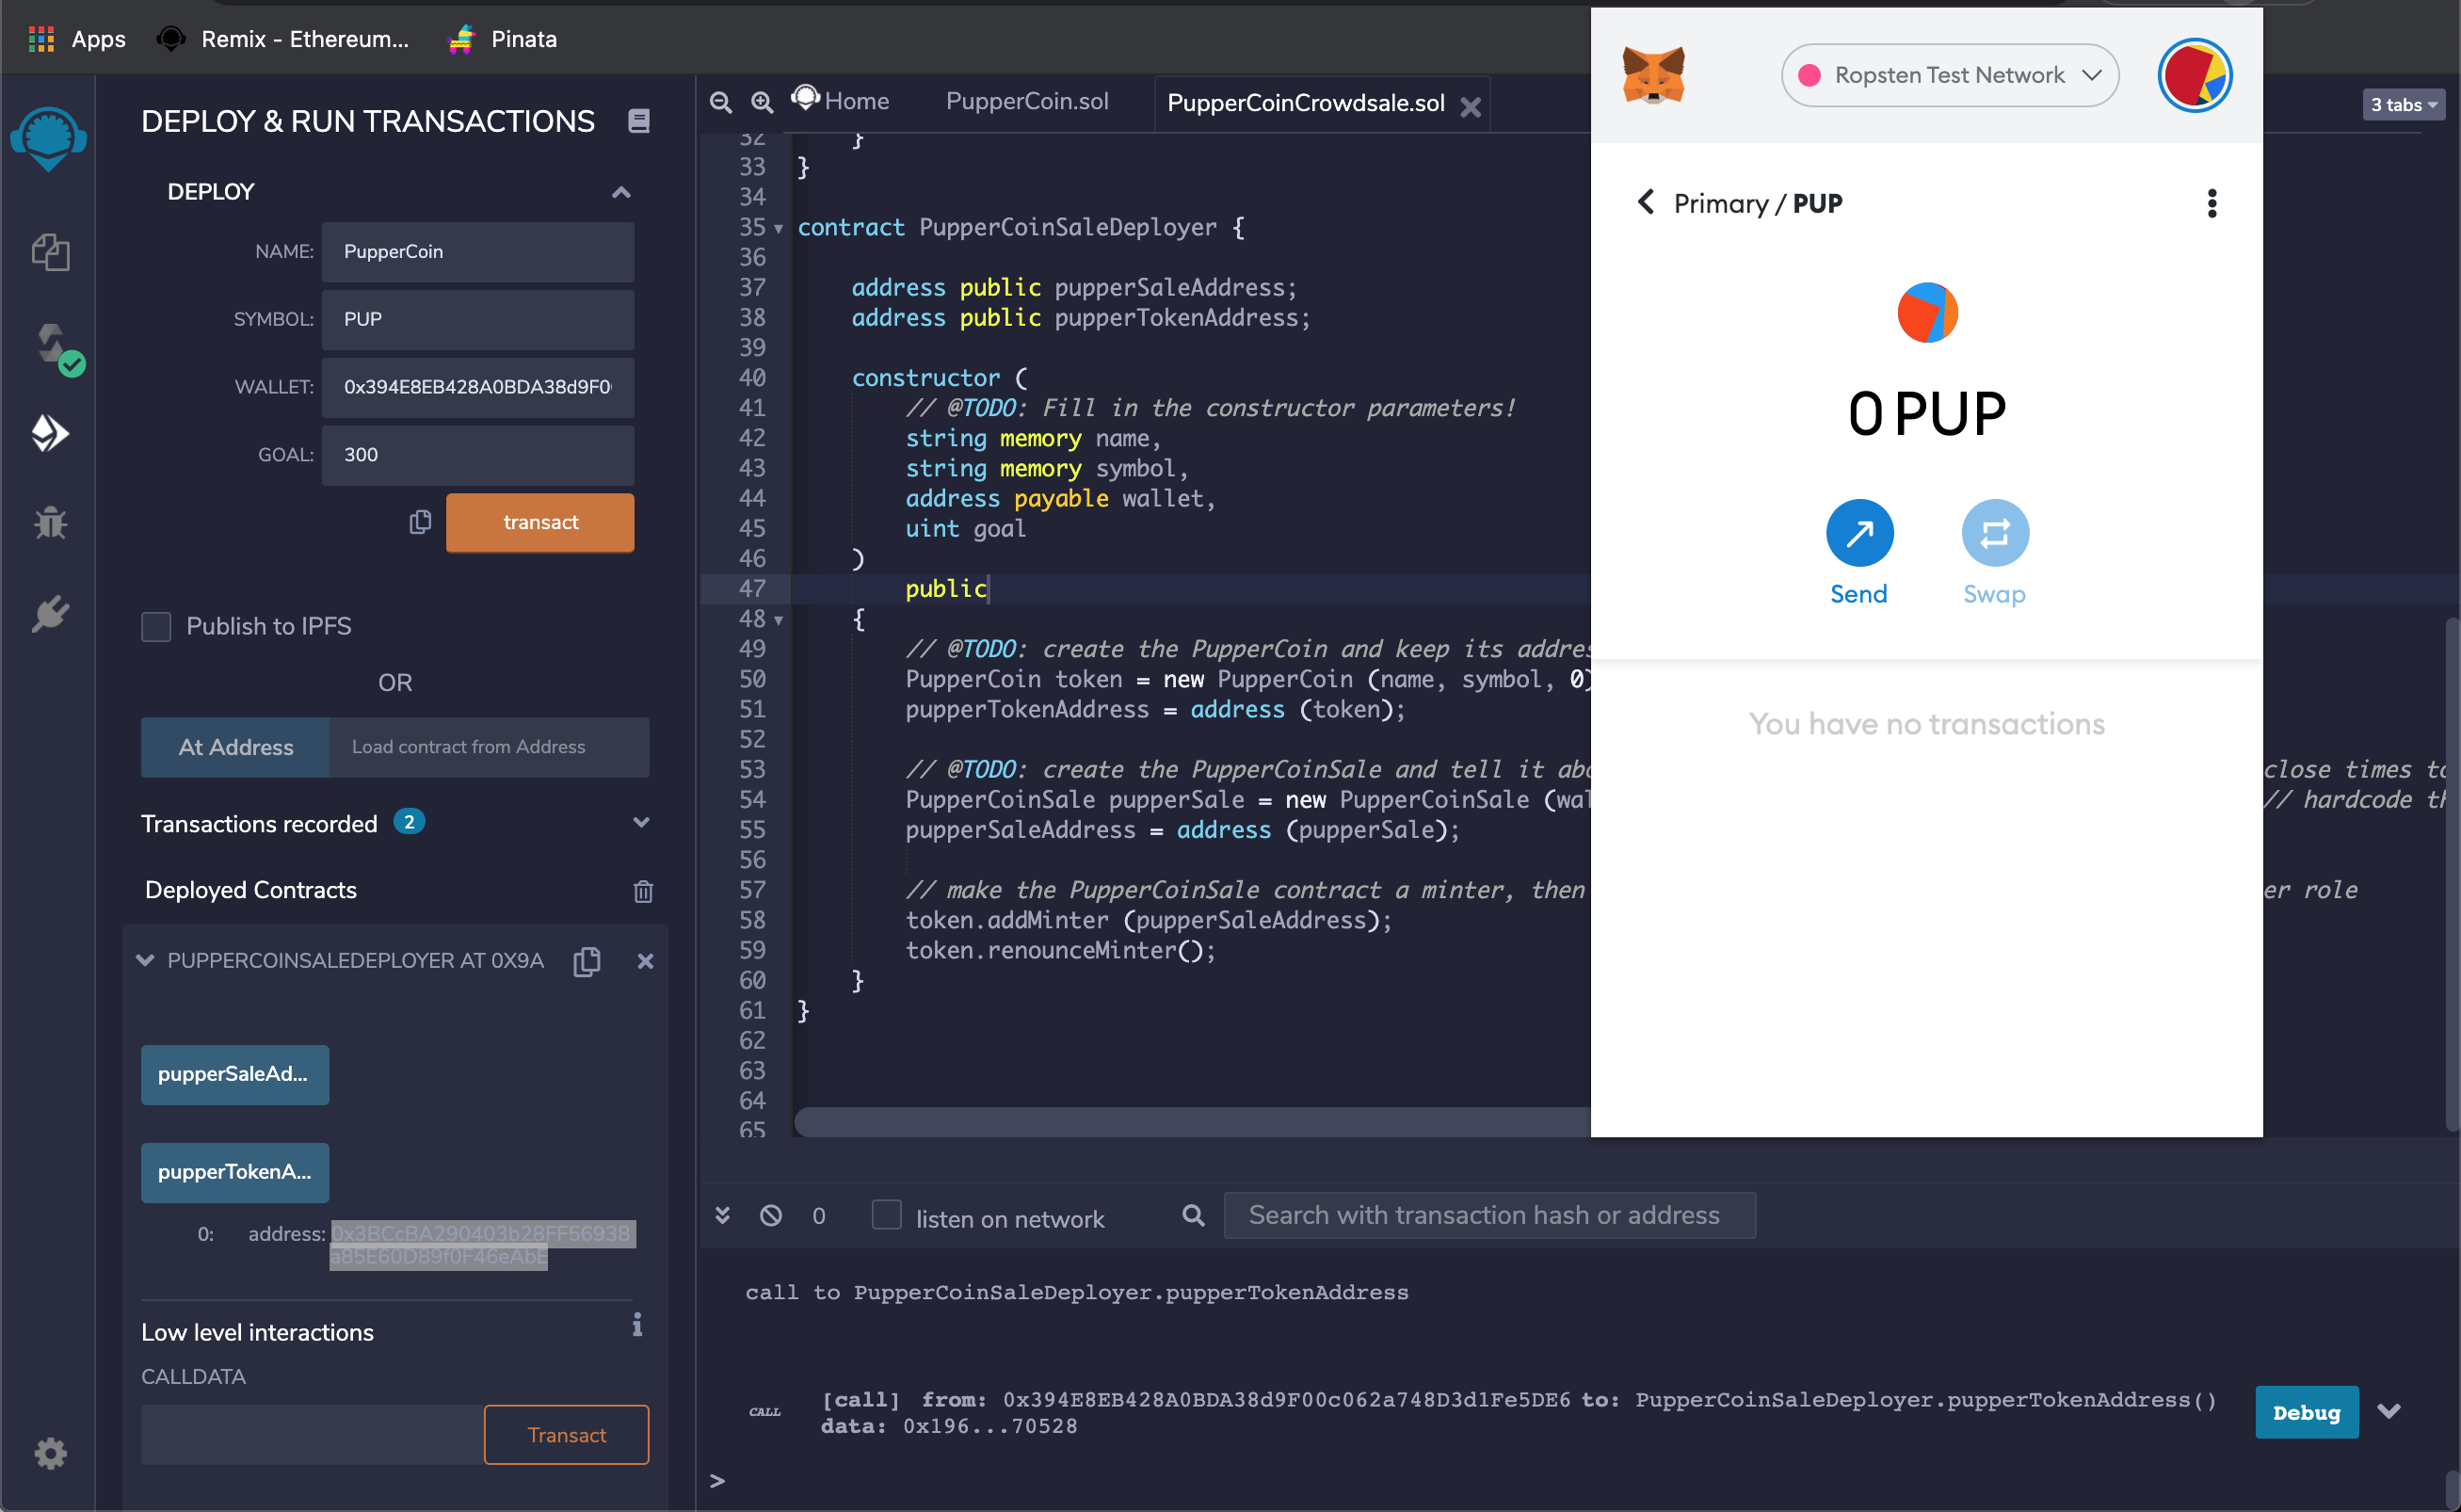 Apps
Remix - Ethereum...
Pinata
DEPLOY & RUN TRANSACTIONS
DEPLOY
NAME: PupperCoin
SYMBOL: PUP
WALLET: 0x394E8EB428A0BDA38d9F0
GOAL: 300
transact
Publish to IPFS
OR
At Address Load contract from Address
Transactions recorded 2
Deployed Contracts
PUPPERCOINSALEDEPLOYER AT 0X9A
pupperSaleAd...
pupperTokenA...
0: address: 0x3BCcBA290403b28FF56938
a85E60D89f0F46eAbE
Low level interactions
i
CALLDATA
Transact
Home
PupperCoin.sol
PupperCoinCrowdsale.sol
3 tabs
32 }
33 }
34
35 contract PupperCoinSaleDeployer {
36
37 address public pupperSaleAddress;
38 address public pupperTokenAddress;
39
40 constructor (
41 // @TODO: Fill in the constructor parameters!
42 string memory name,
43 string memory symbol,
44 address payable wallet,
45 uint goal
46 )
47 public
48 {
49 // @TODO: create the PupperCoin and keep its addres
50 PupperCoin token = new PupperCoin (name, symbol, 0)
51 pupperTokenAddress = address (token);
52
53 // @TODO: create the PupperCoinSale and tell it abo close times to
54 PupperCoinSale pupperSale = new PupperCoinSale (wal // hardcode th
55 pupperSaleAddress = address (pupperSale);
56
57 // make the PupperCoinSale contract a minter, then er role
58 token.addMinter (pupperSaleAddress);
59 token.renounceMinter();
60 }
61 }
62
63
64
65
Ropsten Test Network
Primary / PUP
0 PUP
Send
Swap
You have no transactions
0
listen on network
Search with transaction hash or address
call to PupperCoinSaleDeployer.pupperTokenAddress
CALL
[call] from: 0x394E8EB428A0BDA38d9F00c062a748D3d1Fe5DE6 to: PupperCoinSaleDeployer.pupperTokenAddress()
data: 0x196...70528
Debug
>